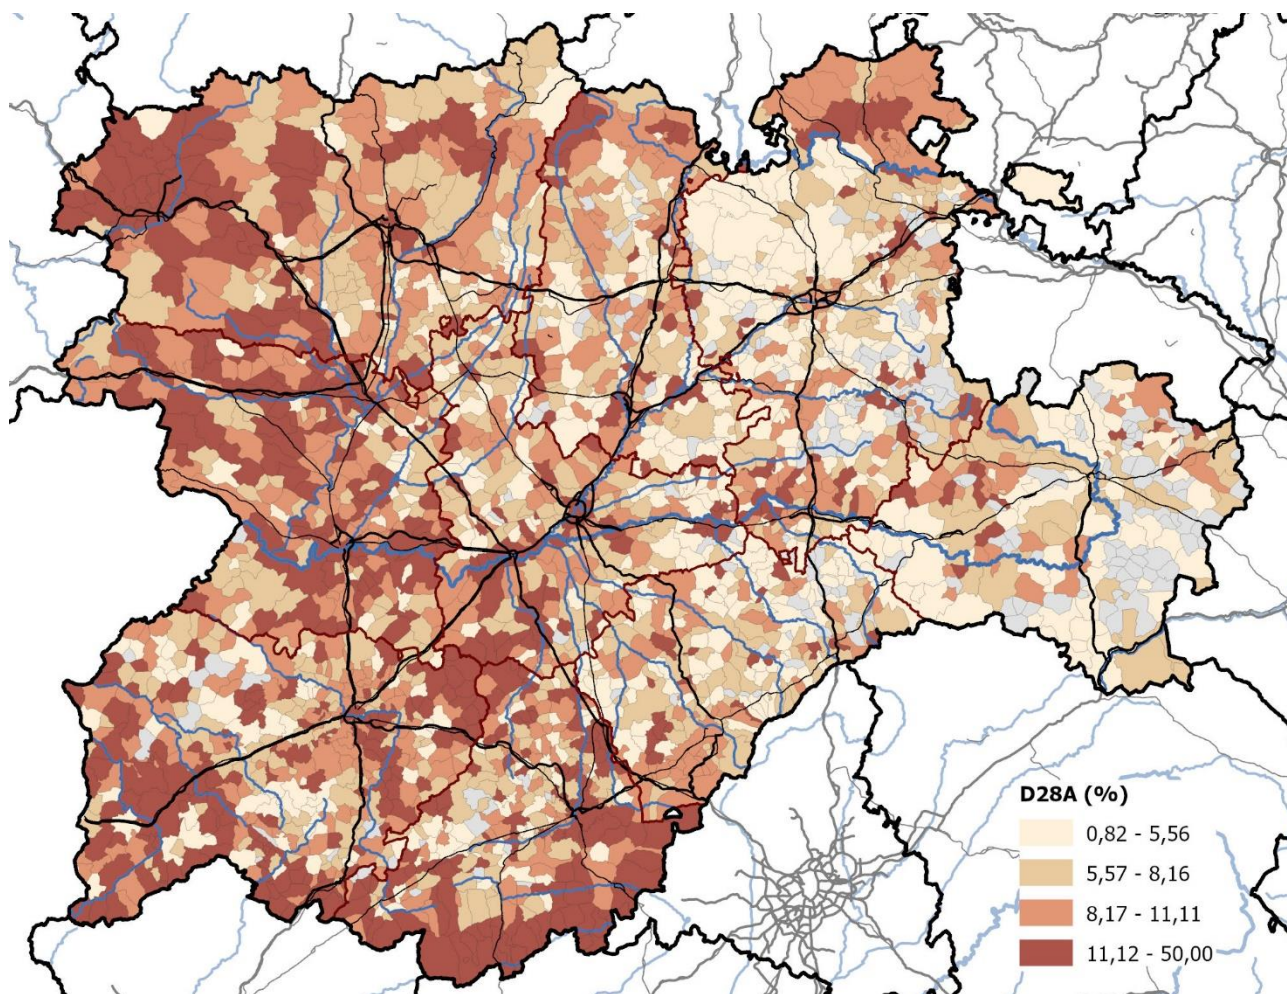 D28A (%)
0,82 - 5,56
5,57 - 8,16
8,17 - 11,11
11,12 - 50,00